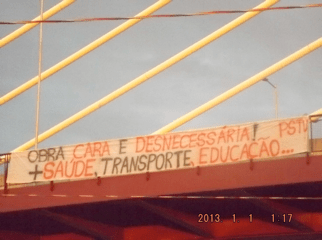 OBRA CARA E DESNECESSÁRIA! PSTU
+ SAÚDE, TRANSPORTE, EDUCAÇÃO...
2013 1 1 1 17